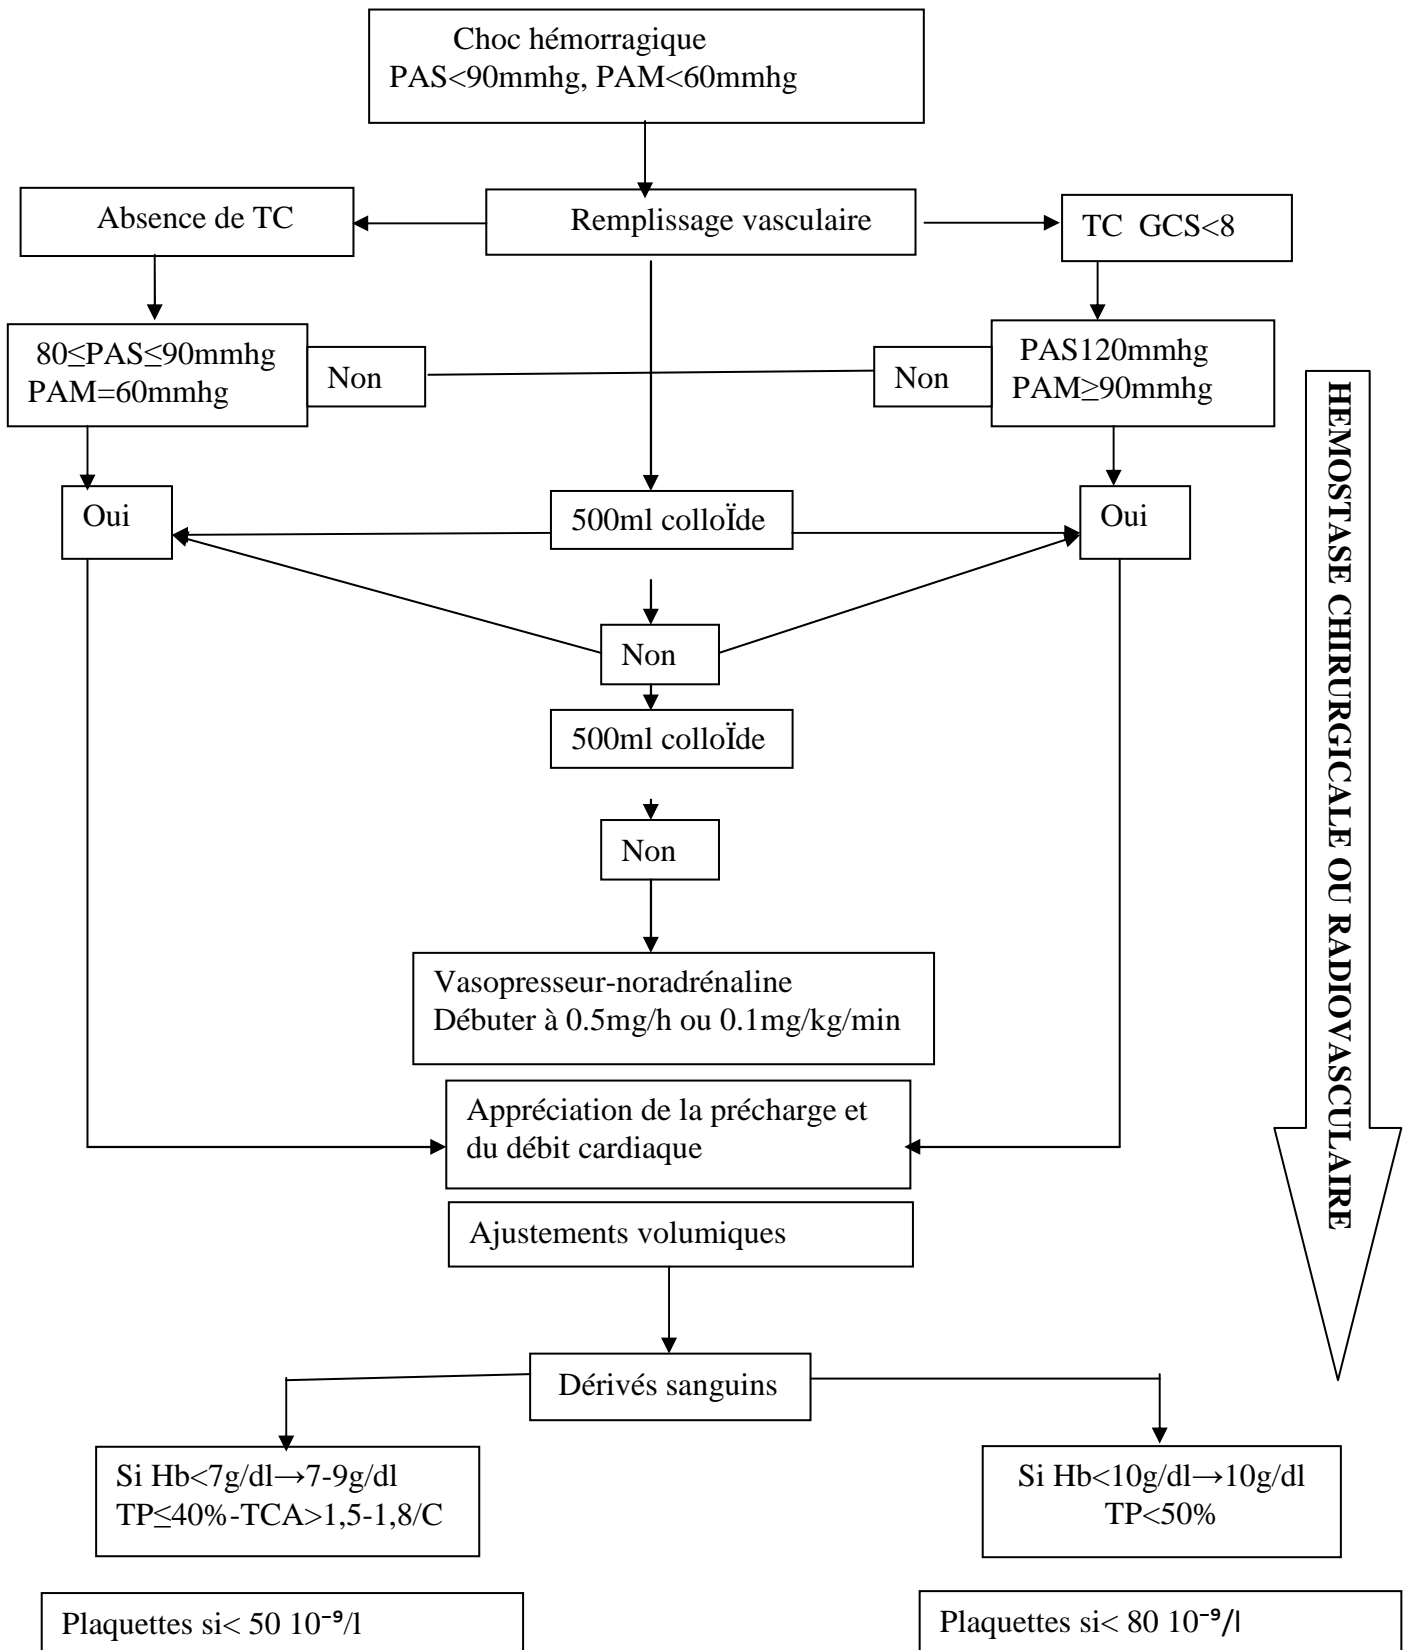 Choc hémorragique
PAS<90mmhg, PAM<60mmhg
Absence de TC
Remplissage vasculaire
TC GCS<8
80≤PAS≤90mmhg
PAM=60mmhg
Non
Non
PAS120mmhg
PAM≥90mmhg
HEMOSTASE CHIRURGICALE OU RADIOVASCULAIRE
Oui
500ml colloÏde
Oui
Non
500ml colloÏde
Non
Vasopresseur-noradrénaline
Débuter à 0.5mg/h ou 0.1mg/kg/min
Appréciation de la précharge et
du débit cardiaque
Ajustements volumiques
Dérivés sanguins
Si Hb<7g/dl→7-9g/dl
TP≤40%-TCA>1,5-1,8/C
Si Hb<10g/dl→10g/dl
TP<50%
Plaquettes si< 50 10⁻⁹/l
Plaquettes si< 80 10⁻⁹/l